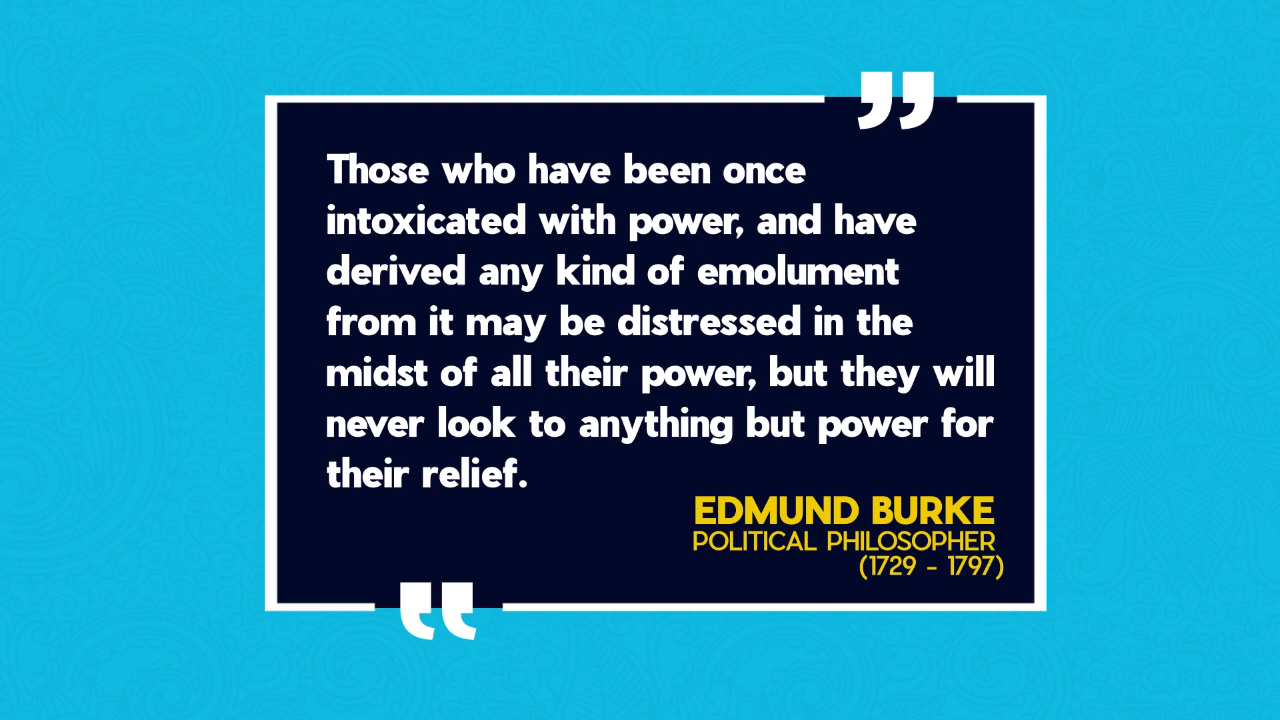 ”
Those who have been once
intoxicated with power, and have
derived any kind of emolument
from it may be distressed in the
midst of all their power, but they will
never look to anything but power for
their relief.
EDMUND BURKE
POLITICAL PHILOSOPHER
(1729 - 1797)
“